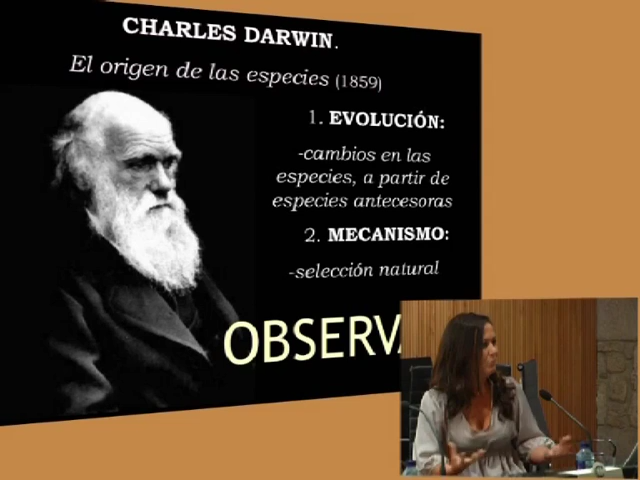 CHARLES DARWIN.
El origen de las especies (1859)
1. EVOLUCIÓN:
-cambios en las
especies, a partir de
especies antecesoras
2. MECANISMO:
-selección natural
OBSERVA